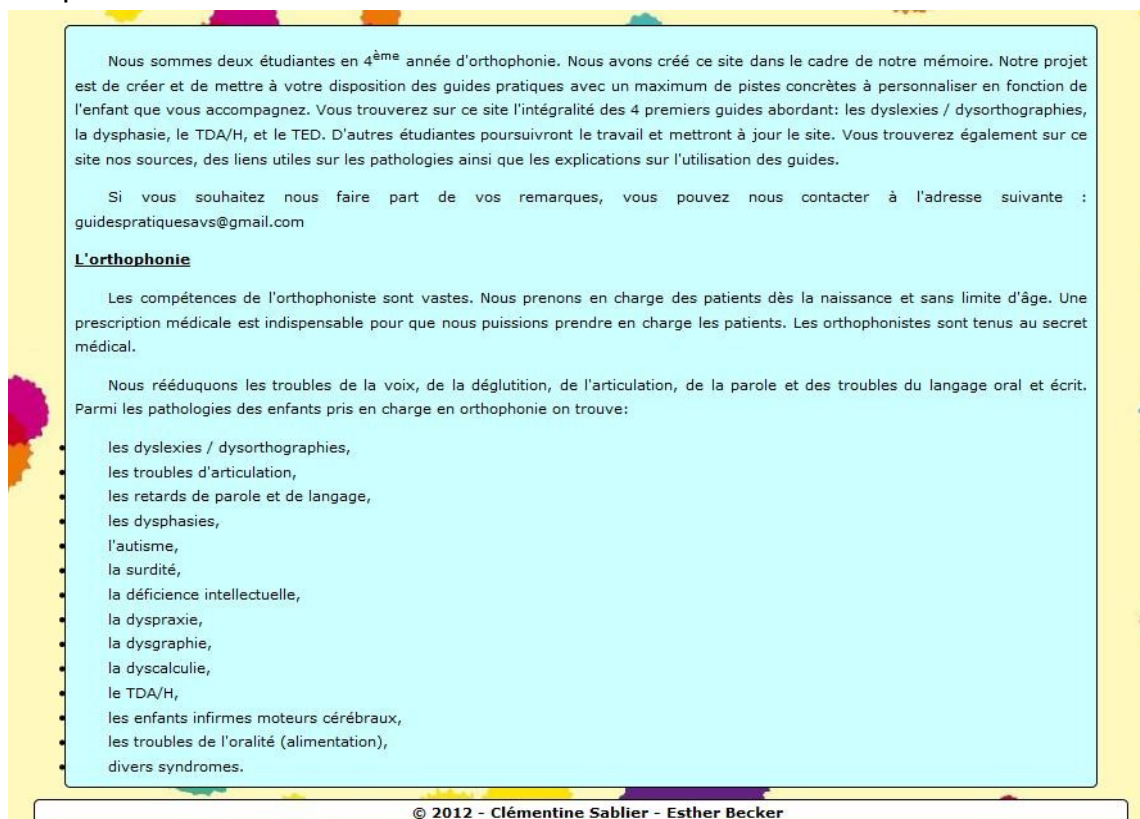 Nous sommes deux étudiantes en 4ème année d'orthophonie. Nous avons créé ce site dans le cadre de notre mémoire. Notre projet
est de créer et de mettre à votre disposition des guides pratiques avec un maximum de pistes concrètes à personnaliser en fonction de
l'enfant que vous accompagnez. Vous trouverez sur ce site l'intégralité des 4 premiers guides abordant: les dyslexies / dysorthographies,
la dysphasie, le TDA/H, et le TED. D'autres étudiantes poursuivront le travail et mettront à jour le site. Vous trouverez également sur ce
site nos sources, des liens utiles sur les pathologies ainsi que les explications sur l'utilisation des guides.
Si vous souhaitez nous faire part de vos remarques, vous pouvez nous contacter à l'adresse suivante :
guidespratiquesavs@gmail.com
L'orthophonie
Les compétences de l'orthophoniste sont vastes. Nous prenons en charge des patients dès la naissance et sans limite d'âge. Une
prescription médicale est indispensable pour que nous puissions prendre en charge les patients. Les orthophonistes sont tenus au secret
médical.
Nous rééduquons les troubles de la voix, de la déglutition, de l'articulation, de la parole et des troubles du langage oral et écrit.
Parmi les pathologies des enfants pris en charge en orthophonie on trouve:
• les dyslexies / dysorthographies,
• les troubles d'articulation,
• les retards de parole et de langage,
• les dysphasies,
• l'autisme,
• la surdité,
• la déficience intellectuelle,
• la dyspraxie,
• la dysgraphie,
• la dyscalculie,
• le TDA/H,
• les enfants infirmes moteurs cérébraux,
• les troubles de l'oralité (alimentation),
• divers syndromes.
© 2012 - Clémentine Sablier - Esther Becker